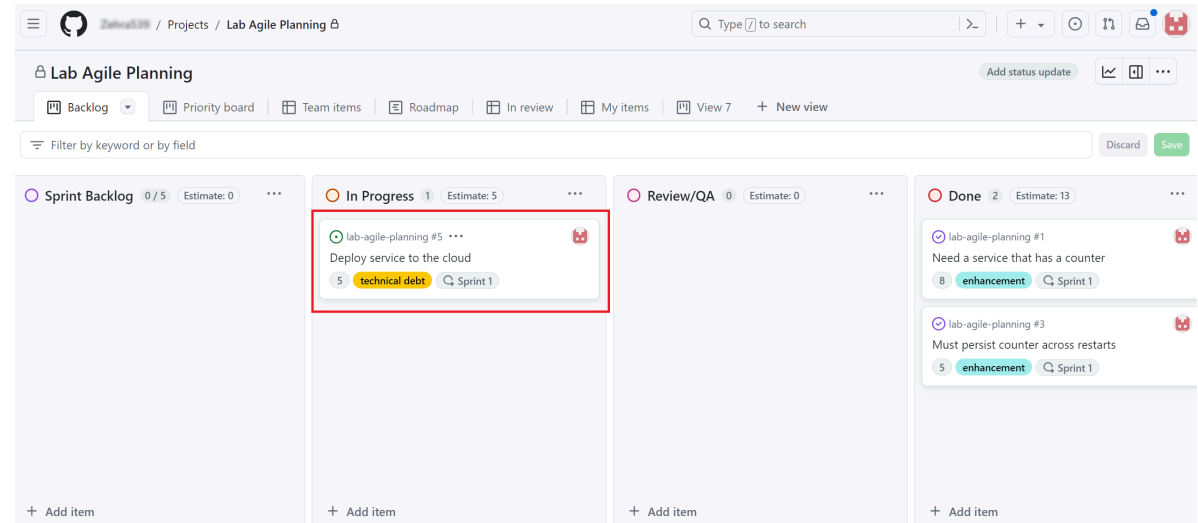 / Projects / Lab Agile Planning
Type / to search
Lab Agile Planning
Add status update
Backlog
Priority board
Team items
Roadmap
In review
My items
View 7
+ New view
Filter by keyword or by field
Discard
Save
Sprint Backlog 0 / 5 Estimate: 0 ···
In Progress 1 Estimate: 5 ···
Review/QA 0 Estimate: 0 ···
Done 2 Estimate: 13 ···
lab-agile-planning #5 ···
Deploy service to the cloud
5 technical debt Sprint 1
lab-agile-planning #1
Need a service that has a counter
8 enhancement Sprint 1
lab-agile-planning #3
Must persist counter across restarts
5 enhancement Sprint 1
+ Add item
+ Add item
+ Add item
+ Add item